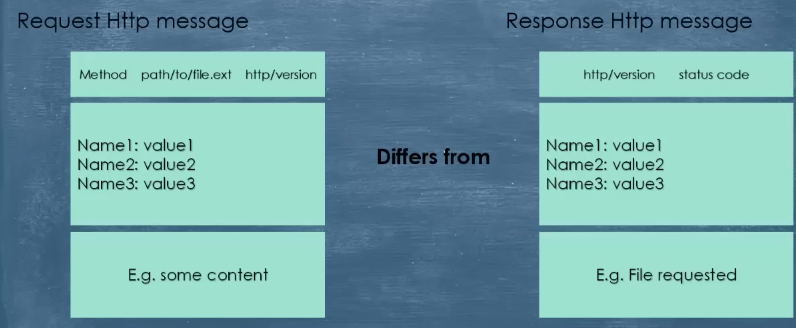 Request Http message
Method path/to/file.ext http/version
Name1: value1
Name2: value2
Name3: value3
E.g. some content
Differs from
Response Http message
http/version status code
Name1: value1
Name2: value2
Name3: value3
E.g. File requested